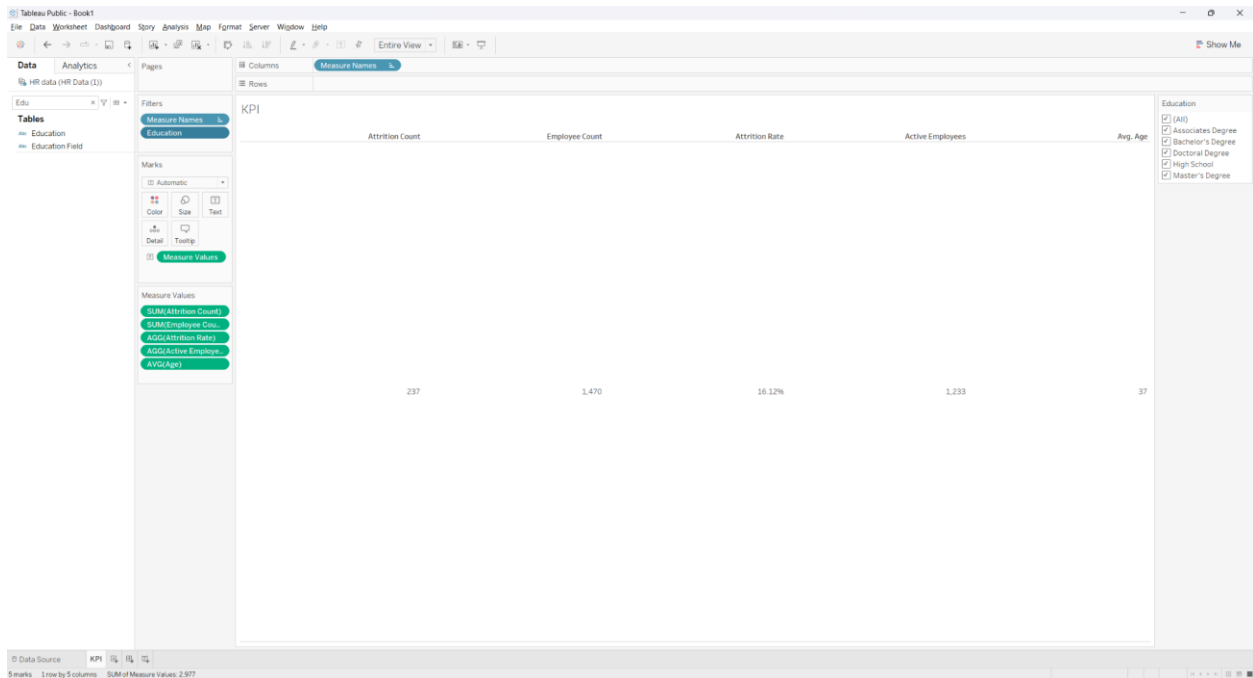 Tableau Public - Book1
File Data Worksheet Dashboard Story Analysis Map Format Server Window Help
Entire View
Show Me
Data Analytics
Pages
Columns Measure Names
HR data (HR Data (1))
Rows
Edu
Tables
Abc Education
Abc Education Field
Filters
Measure Names
Education
Marks
Automatic
Color Size Text
Detail Tooltip
Measure Values
Measure Values
SUM(Attrition Count)
SUM(Employee Cou..
AGG(Attrition Rate)
AGG(Active Employe..
AVG(Age)
KPI
Attrition Count Employee Count Attrition Rate Active Employees Avg. Age
237 1,470 16.12% 1,233 37
Education
(All)
Associates Degree
Bachelor's Degree
Doctoral Degree
High School
Master's Degree
Data Source KPI
5 marks 1 row by 5 columns SUM of Measure Values: 2,977